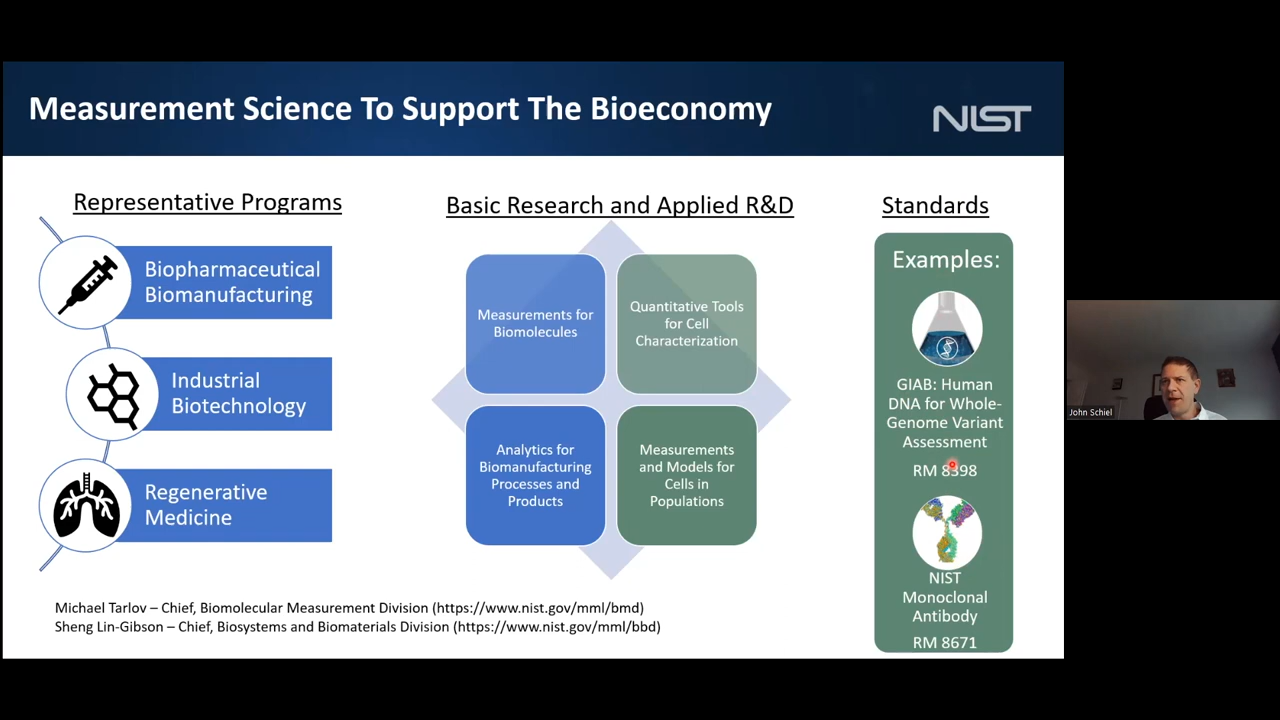 Measurement Science To Support The Bioeconomy
NIST
Representative Programs
Biopharmaceutical
Biomanufacturing
Industrial
Biotechnology
Regenerative
Medicine
Basic Research and Applied R&D
Measurements for
Biomolecules
Quantitative Tools
for Cell
Characterization
Analytics for
Biomanufacturing
Processes and
Products
Measurements
and Models for
Cells in
Populations
Standards
Examples:
GIAB: Human
DNA for Whole-
Genome Variant
Assessment
RM 8398
NIST
Monoclonal
Antibody
RM 8671
Michael Tarlov – Chief, Biomolecular Measurement Division (https://www.nist.gov/mml/bmd)
Sheng Lin-Gibson – Chief, Biosystems and Biomaterials Division (https://www.nist.gov/mml/bbd)
John Schiel